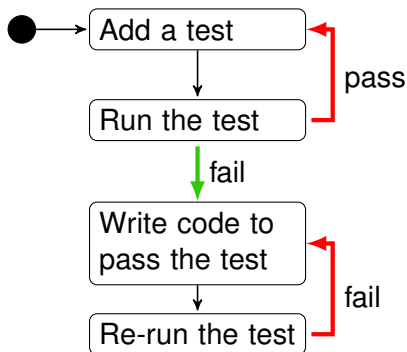 Add a test
pass
Run the test
fail
Write code to
pass the test
fail
Re-run the test